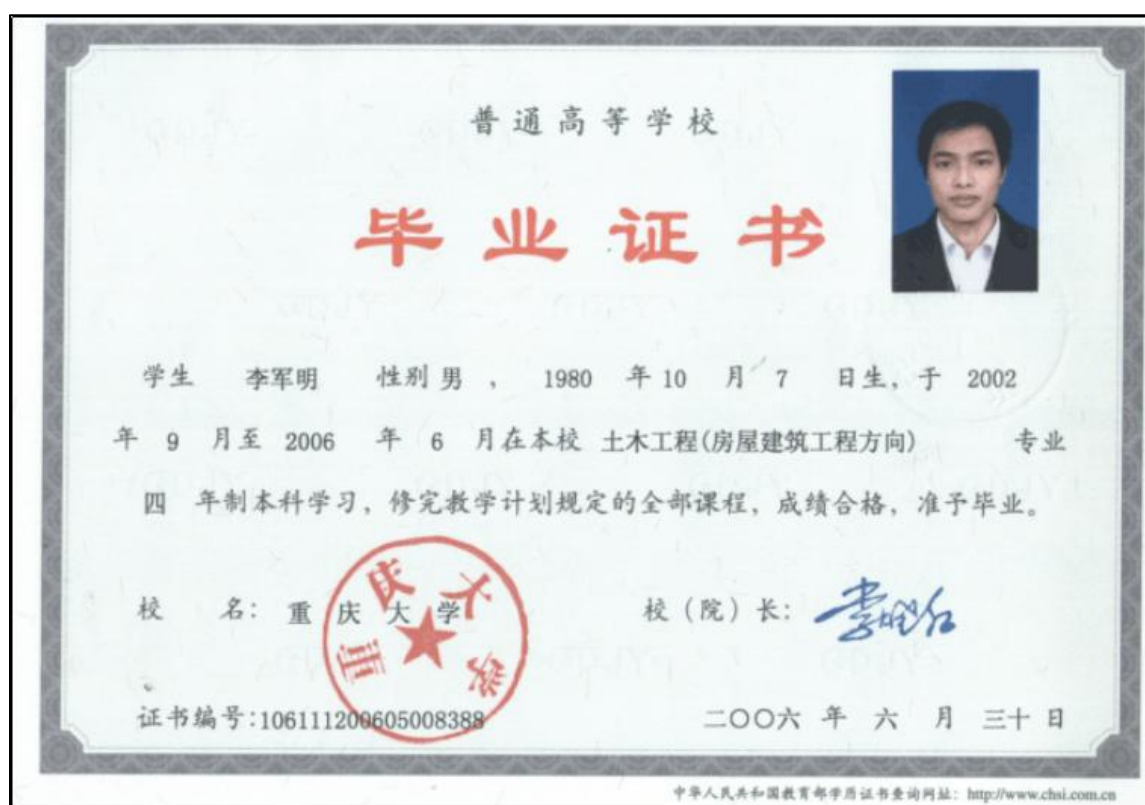 普通高等学校
毕业证书
学生 李军明 性别 男 , 1980 年 10 月 7 日生, 于 2002
年 9 月至 2006 年 6 月在本校 土木工程(房屋建筑工程方向) 专业
四 年制本科学习, 修完教学计划规定的全部课程, 成绩合格, 准予毕业。
校 名: 重庆大学 校(院)长:
重庆大学
证书编号:106111200605008388 二〇〇六 年 六 月 三十 日
中华人民共和国教育部学历证书查询网址: http://www.chsi.com.cn